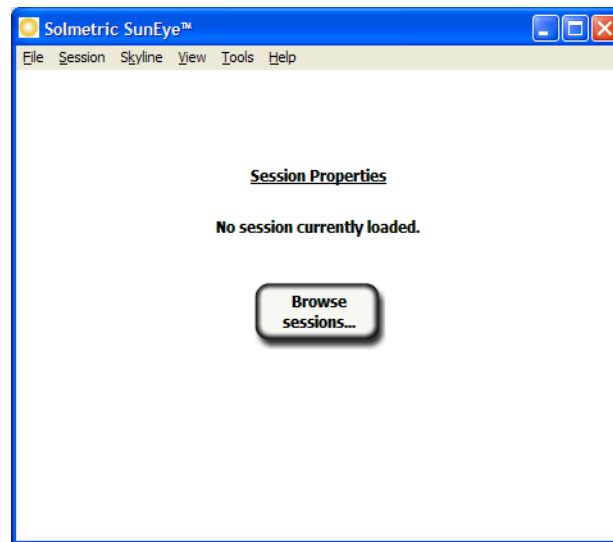 Solmetric SunEye™
File Session Skyline View Tools Help
Session Properties
No session currently loaded.
Browse
sessions...